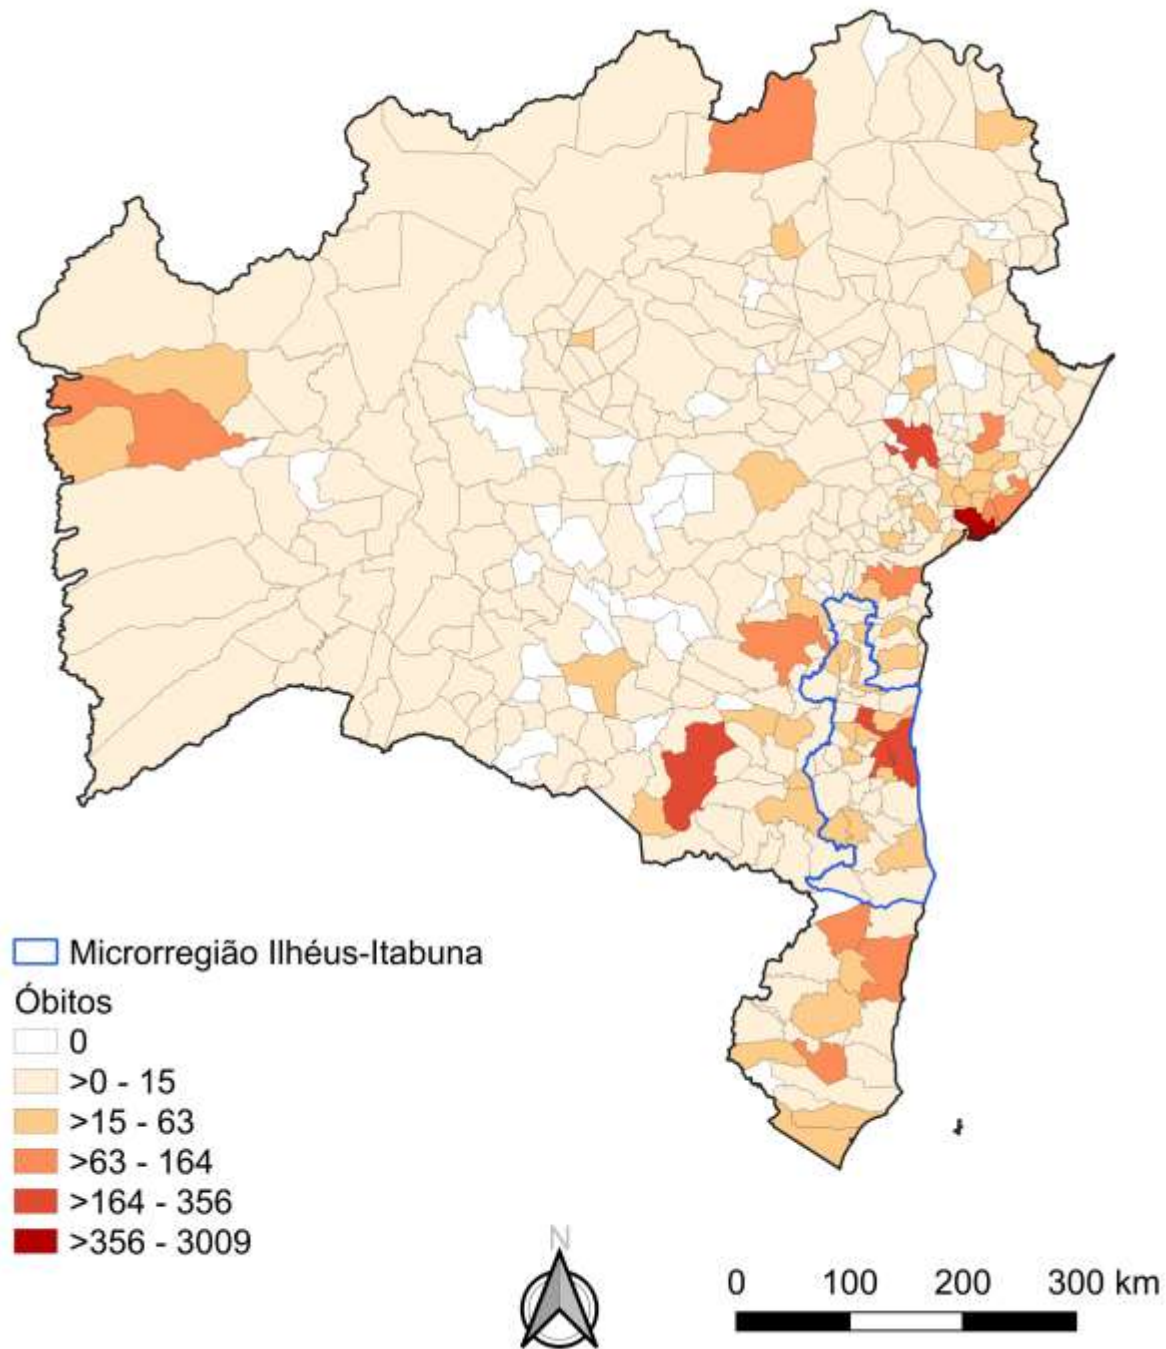 Microrregião Ilhéus-Itabuna
Óbitos
0
>0 - 15
>15 - 63
>63 - 164
>164 - 356
>356 - 3009
N
0 100 200 300 km